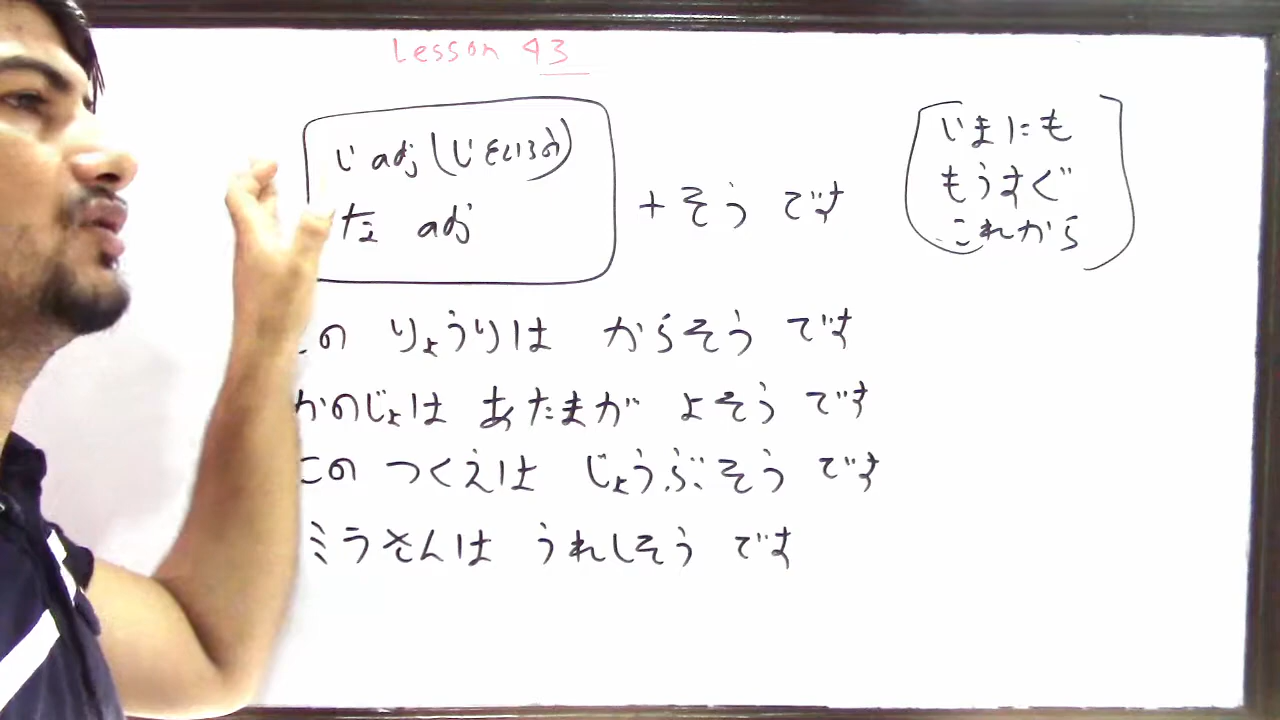 Lesson 43
い adj (い
な adj
+ そう です
いまにも
もうすぐ
これから
この りょうりは からそう です
かのじょは あたまが よそう です
この つくえは じょうぶそう です
ミラさんは うれしそう です